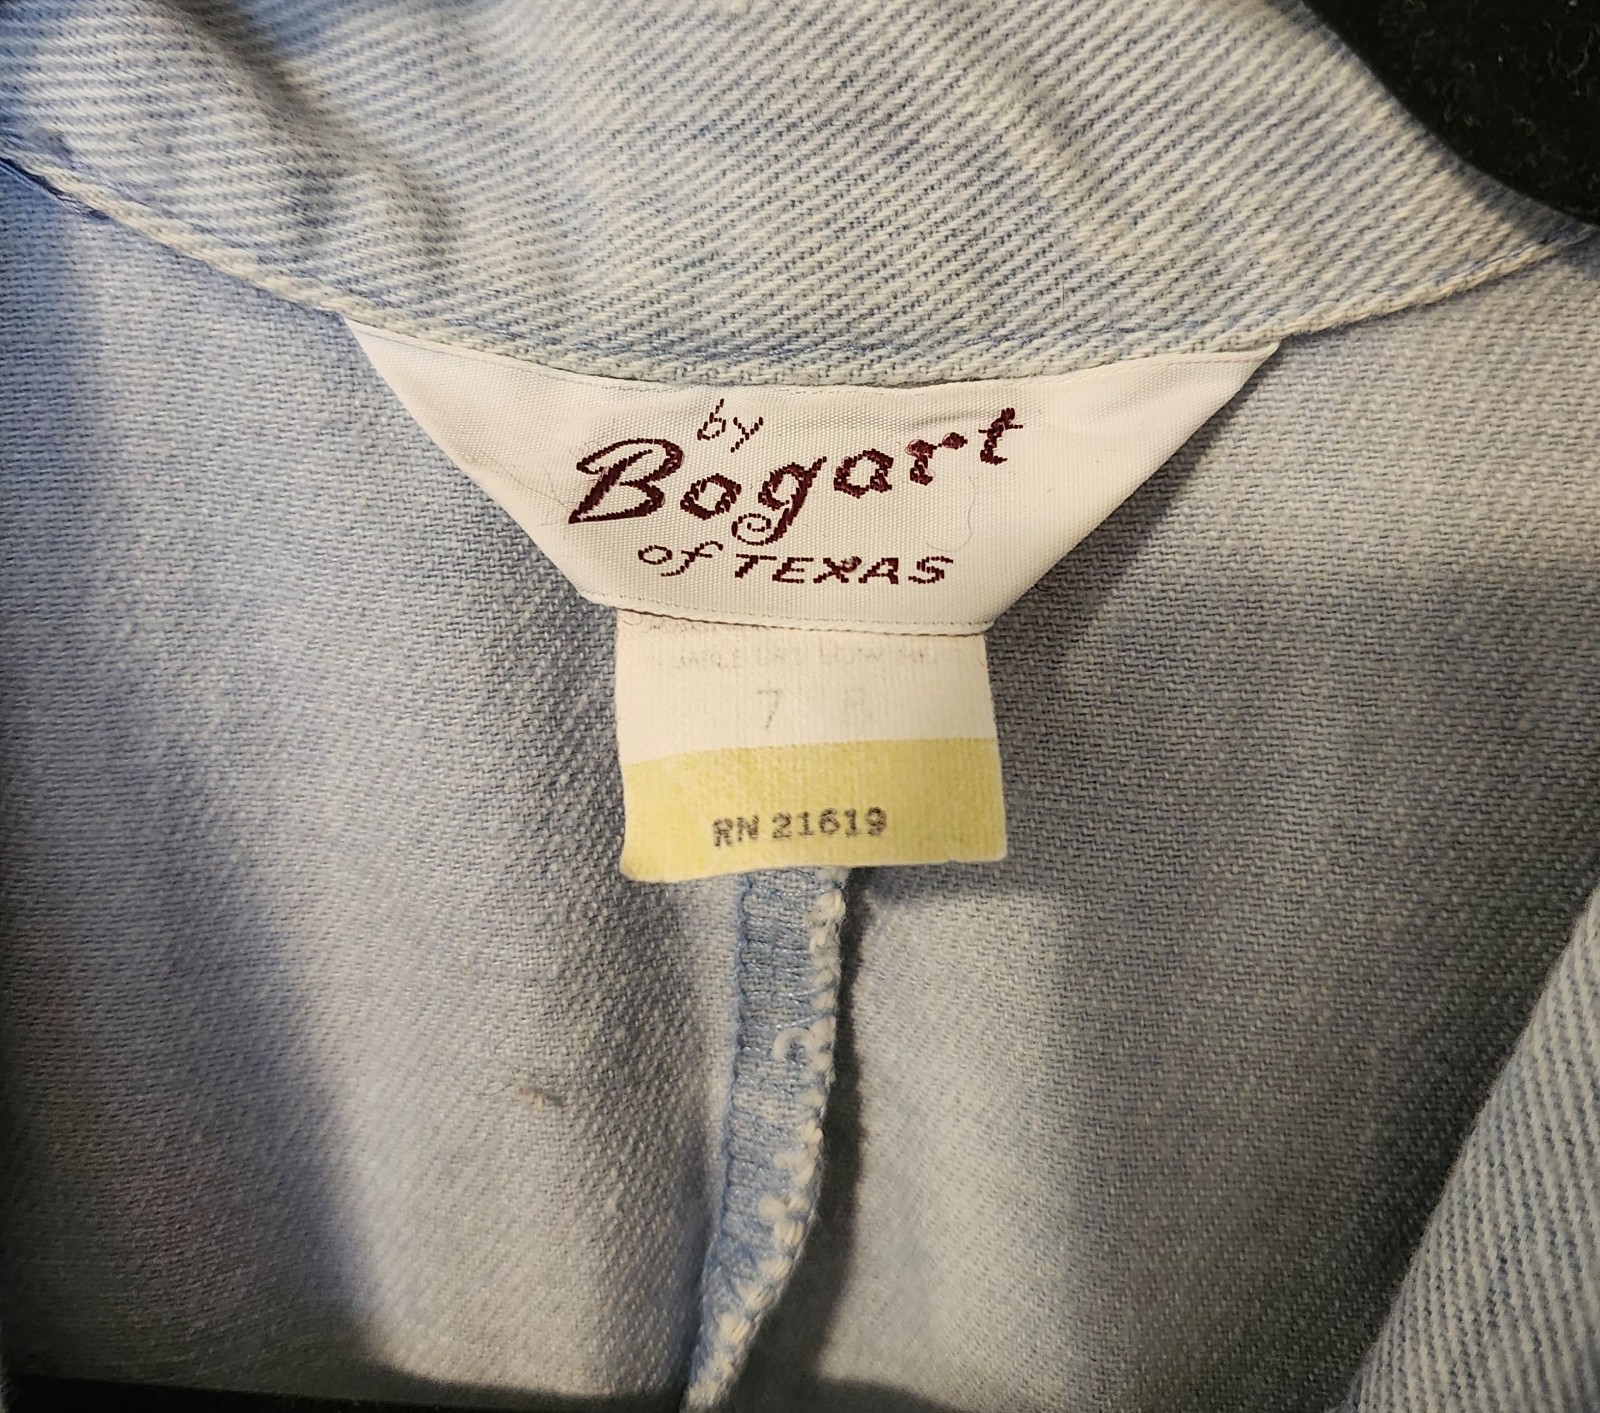 by
Bogart
of TEXAS
7
RN 21619